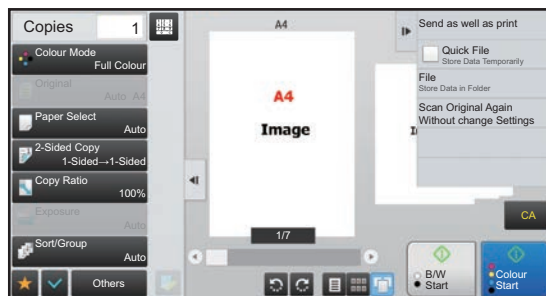 Copies 1
Colour Mode
Full Colour
Original
Auto A4
Paper Select
Auto
2-Sided Copy
1-Sided→1-Sided
Copy Ratio
100%
Exposure
Auto
Sort/Group
Auto
Others
A4
A4
Image
1/7
Send as well as print
Quick File
Store Data Temporarily
File
Store Data in Folder
Scan Original Again
Without change Settings
CA
B/W
Start
Colour
Start